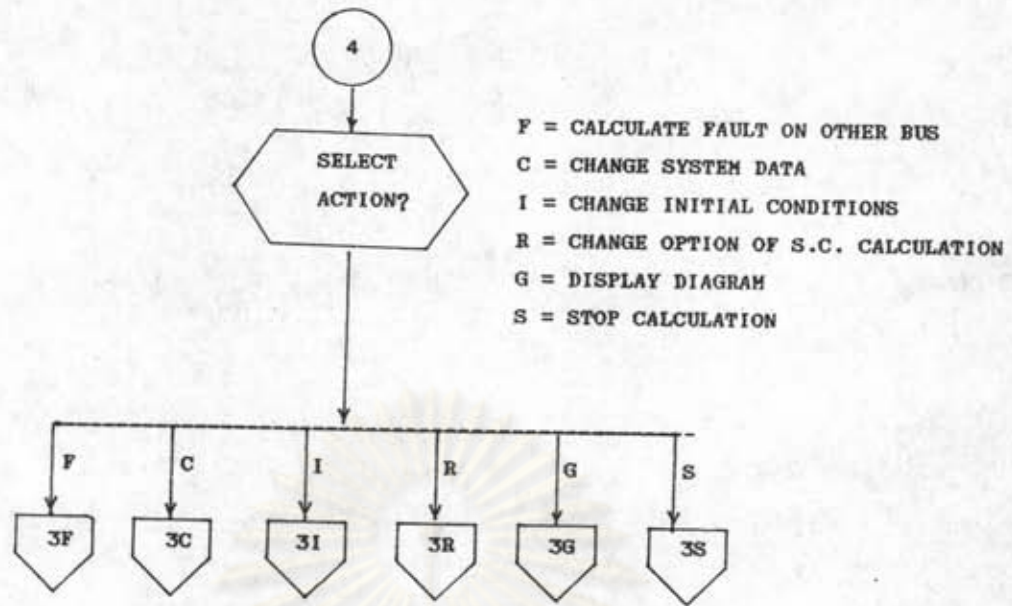 4
SELECT
ACTION?
F = CALCULATE FAULT ON OTHER BUS
C = CHANGE SYSTEM DATA
I = CHANGE INITIAL CONDITIONS
R = CHANGE OPTION OF S.C. CALCULATION
G = DISPLAY DIAGRAM
S = STOP CALCULATION
F C I R G S
3F 3C 3I 3R 3G 3S